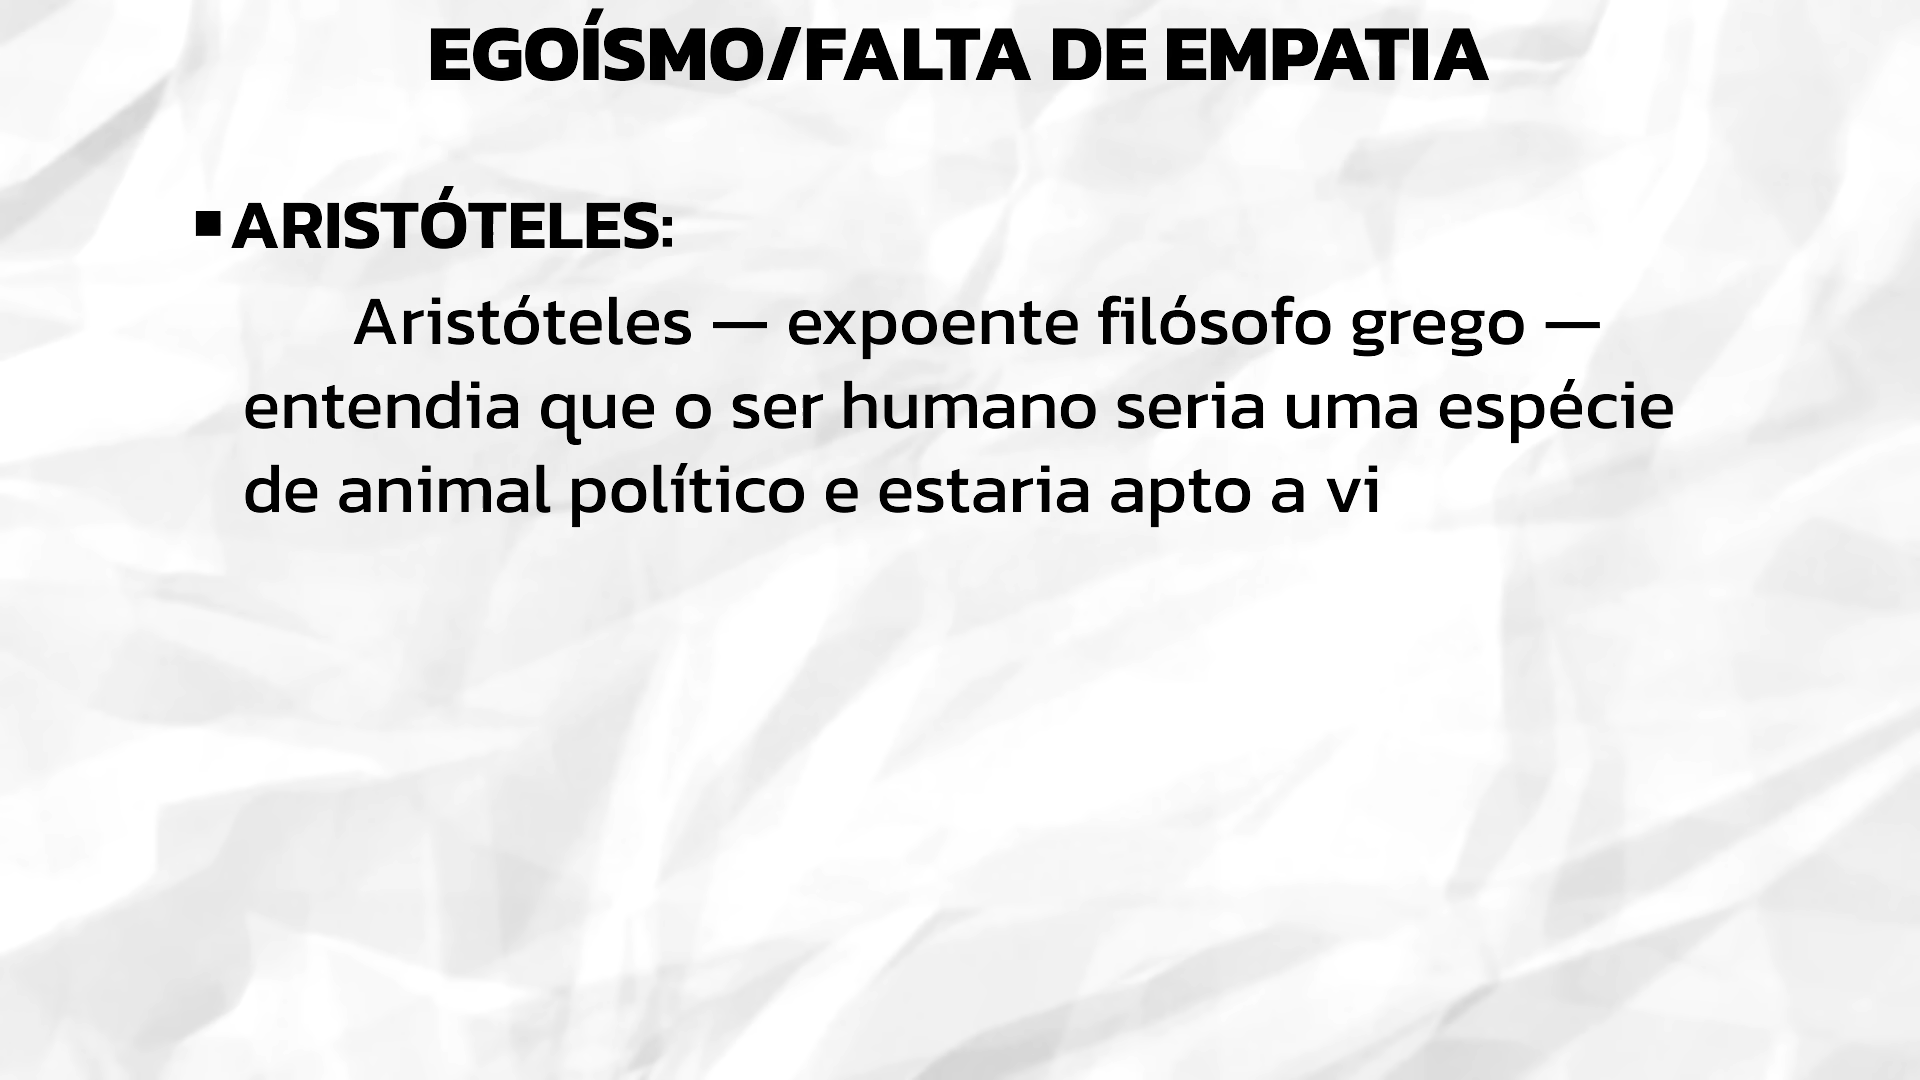 EGOÍSMO/FALTA DE EMPATIA
▪ARISTÓTELES:
Aristóteles — expoente filósofo grego —
entendia que o ser humano seria uma espécie
de animal político e estaria apto a vi